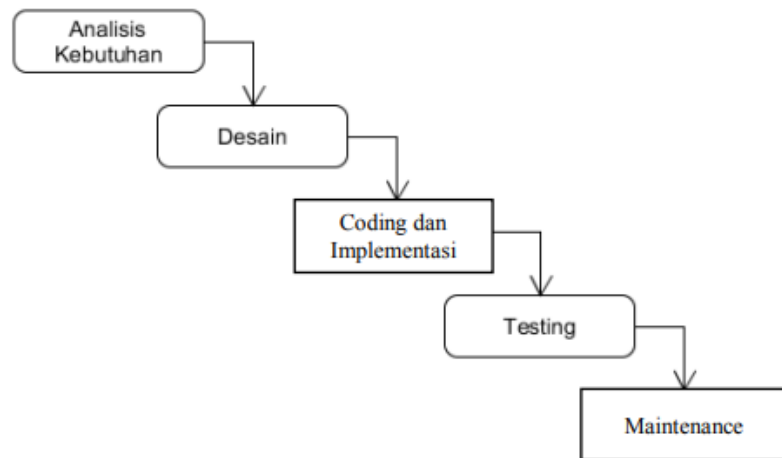 Analisis
Kebutuhan
Desain
Coding dan
Implementasi
Testing
Maintenance